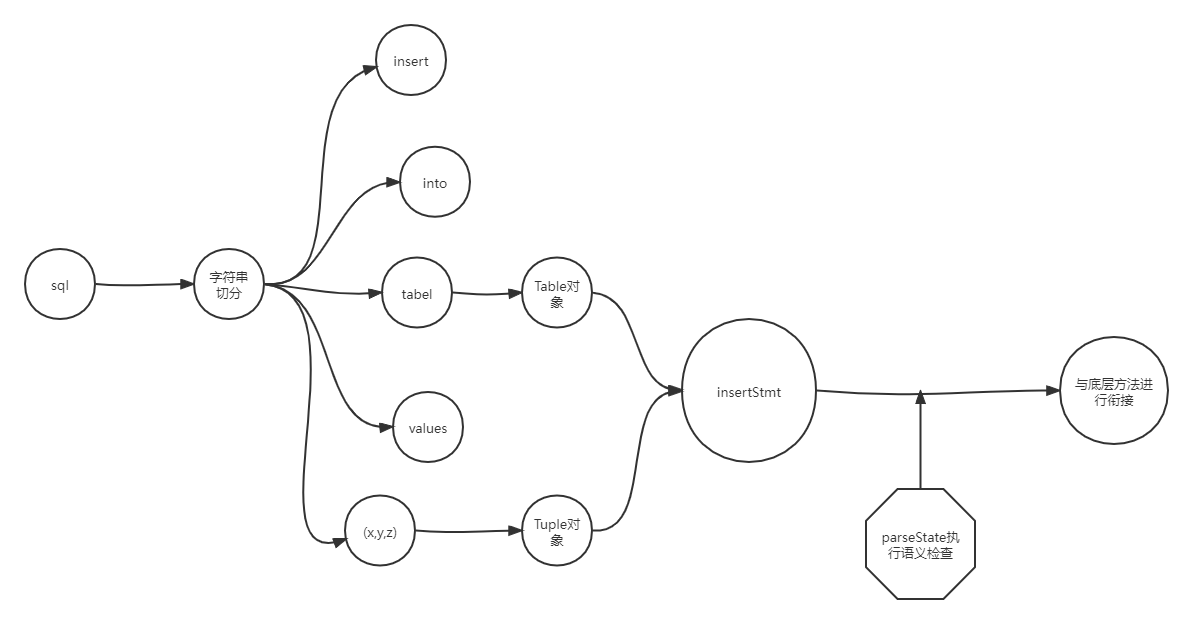 insert
into
sql
字符串
切分
tabel
Table对
象
values
(x,y,z)
Tuple对
象
insertStmt
parseState执
行语义检查
与底层方法进
行衔接